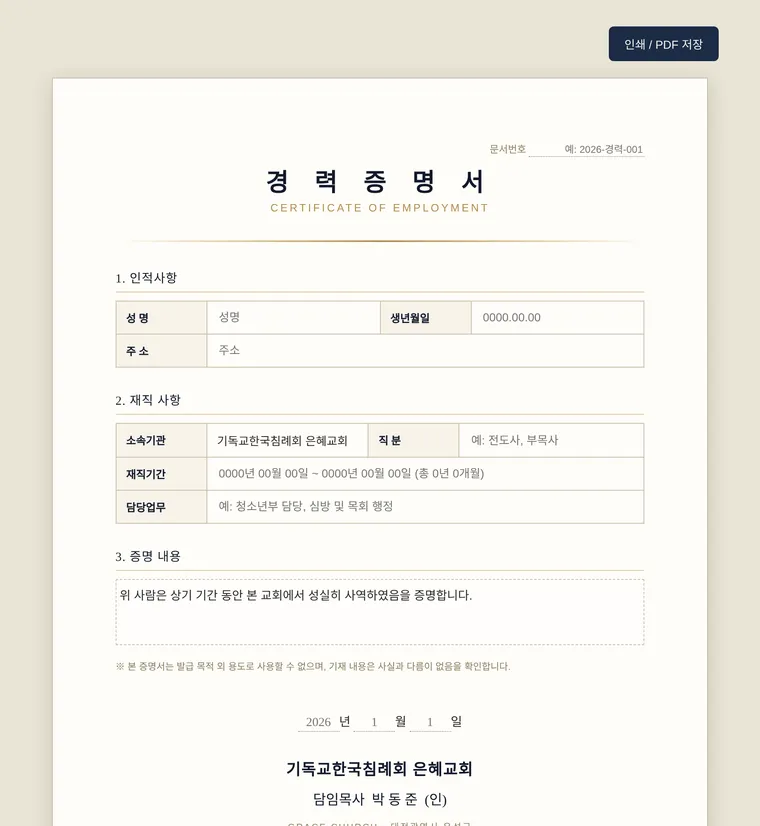 인쇄 / PDF 저장
문서번호 예: 2026-경력-001
경 력 증 명 서
CERTIFICATE OF EMPLOYMENT
1. 인적사항
성 명 성명 생년월일 0000.00.00
주 소 주소
2. 재직 사항
소속기관 기독교한국침례회 은혜교회 직 분 예: 전도사, 부목사
재직기간 0000년 00월 00일 ~ 0000년 00월 00일 (총 0년 0개월)
담당업무 예: 청소년부 담당, 심방 및 목회 행정
3. 증명 내용
위 사람은 상기 기간 동안 본 교회에서 성실히 사역하였음을 증명합니다.
※ 본 증명서는 발급 목적 외 용도로 사용할 수 없으며, 기재 내용은 사실과 다름이 없음을 확인합니다.
2026 년 1 월 1 일
기독교한국침례회 은혜교회
담임목사 박 동 준 (인)